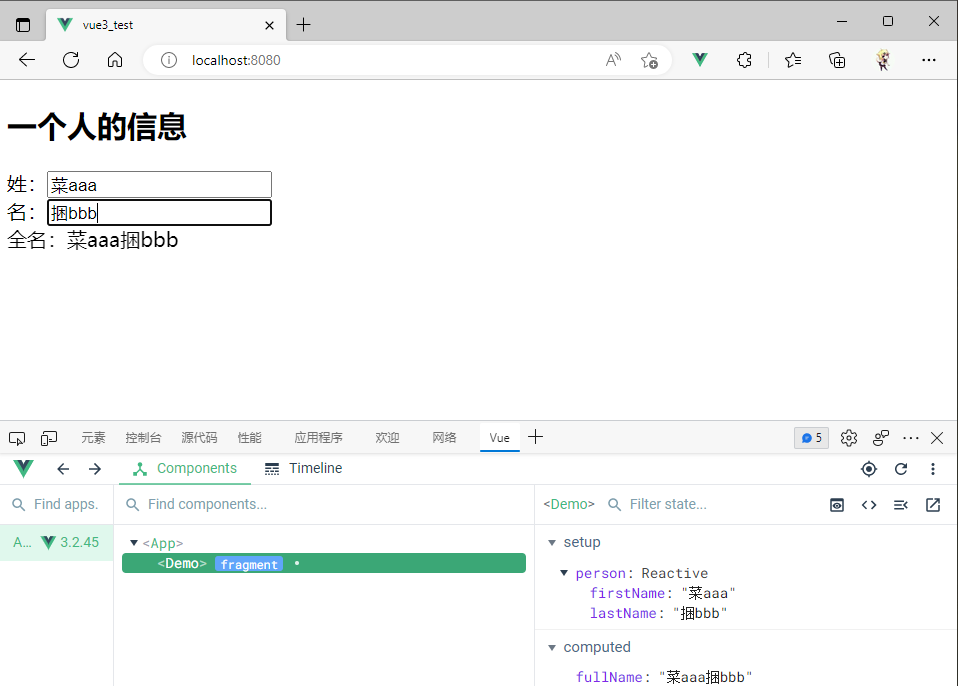 vue3_test
localhost:8080
一个人的信息
姓：菜aaa
名：捆bbb
全名：菜aaa捆bbb
元素 控制台 源代码 性能 应用程序 欢迎 网络 Vue 5
Components Timeline
Find apps. Find components... <Demo> Filter state...
A... 3.2.45
<App>
<Demo> fragment
setup
person: Reactive
firstName: "菜aaa"
lastName: "捆bbb"
computed
fullName: "菜aaa捆bbb"